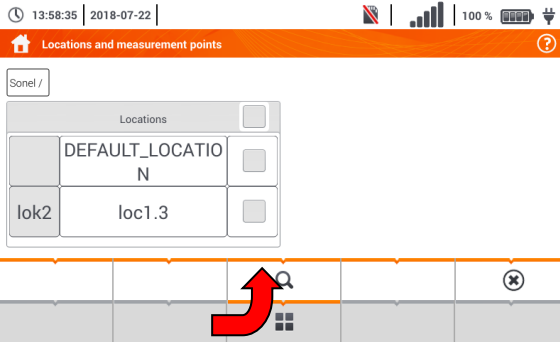 13:58:35 2018-07-22 100 %
Locations and measurement points ?
Sonel /
Locations
DEFAULT_LOCATIO
N
lok2 loc1.3